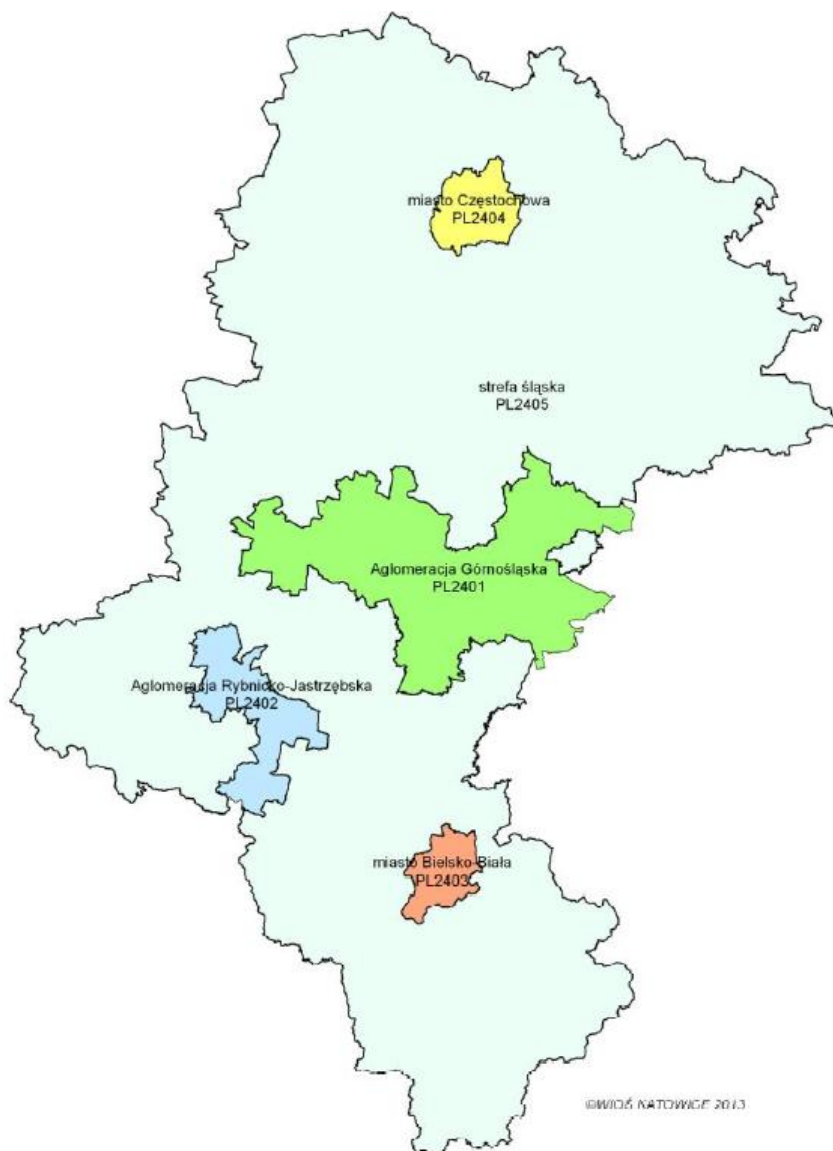 miasto Częstochowa
PL2404
strefa śląska
PL2405
Aglomeracja Górnośląska
PL2401
Aglomeracja Rybnicko-Jastrzębska
PL2402
miasto Bielsko-Biała
PL2403
©WIOŚ KATOWICE 2013